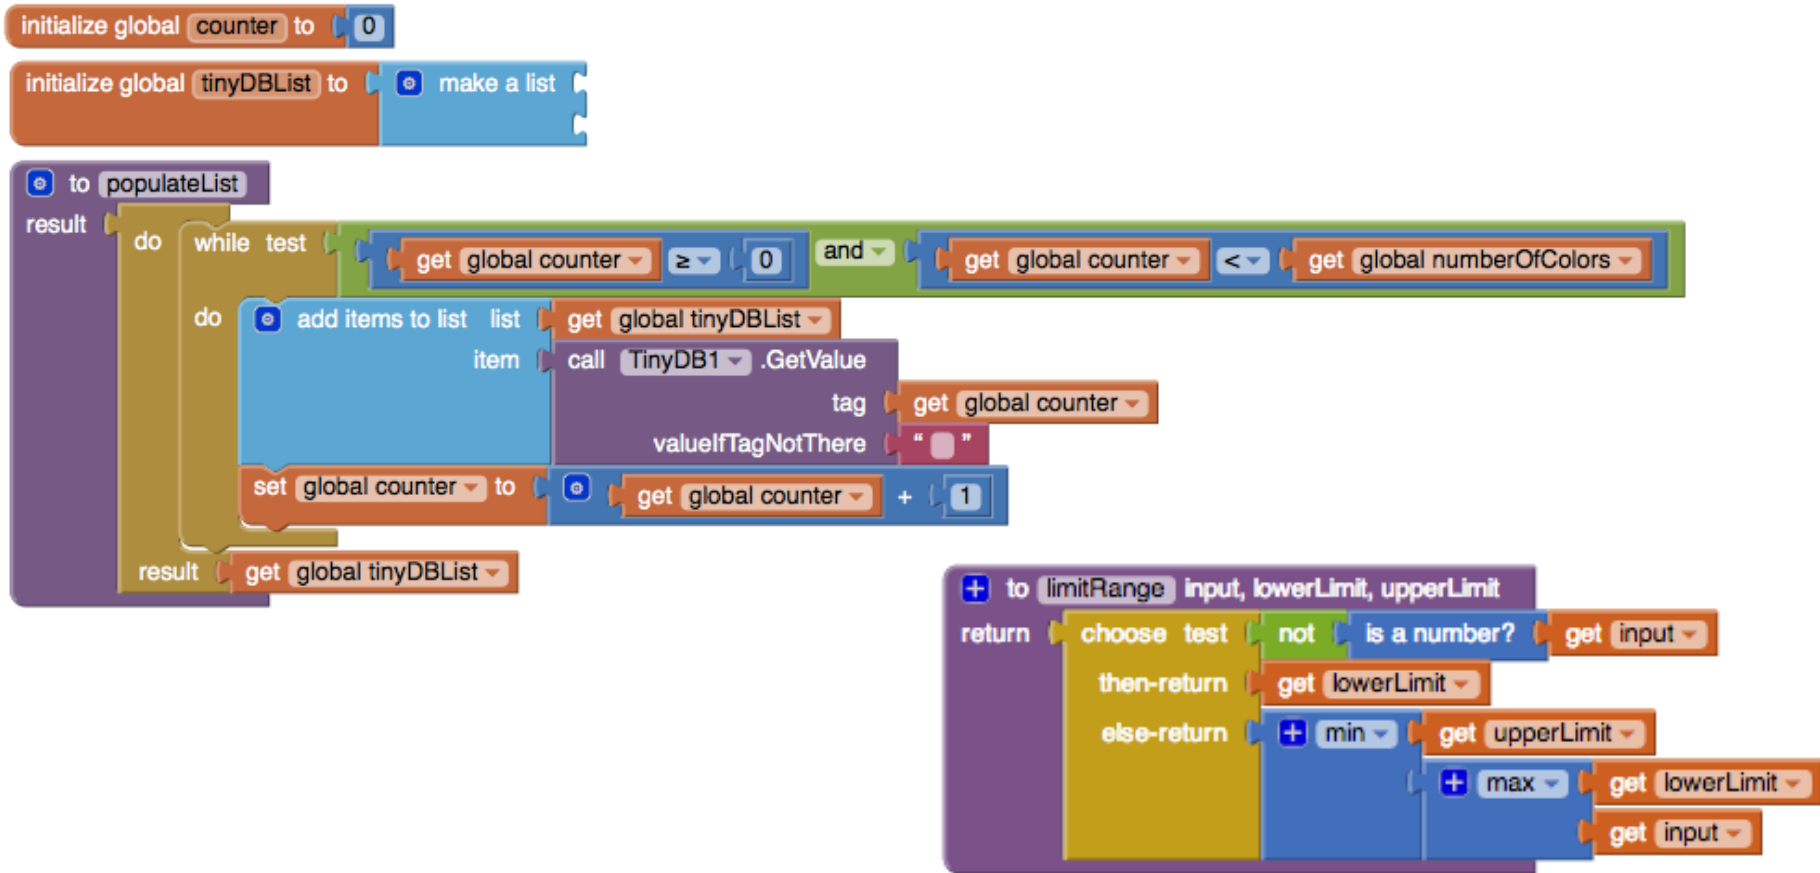 initialize global counter to 0
initialize global tinyDBList to make a list
to populateList
result
do while test get global counter ≥ 0 and get global counter < get global numberOfColors
do add items to list list get global tinyDBList
item call TinyDB1 .GetValue
tag get global counter
valueIfTagNotThere “ ”
set global counter to get global counter + 1
result get global tinyDBList
to limitRange input, lowerLimit, upperLimit
return choose test not is a number? get input
then-return get lowerLimit
else-return min get upperLimit
max get lowerLimit
get input